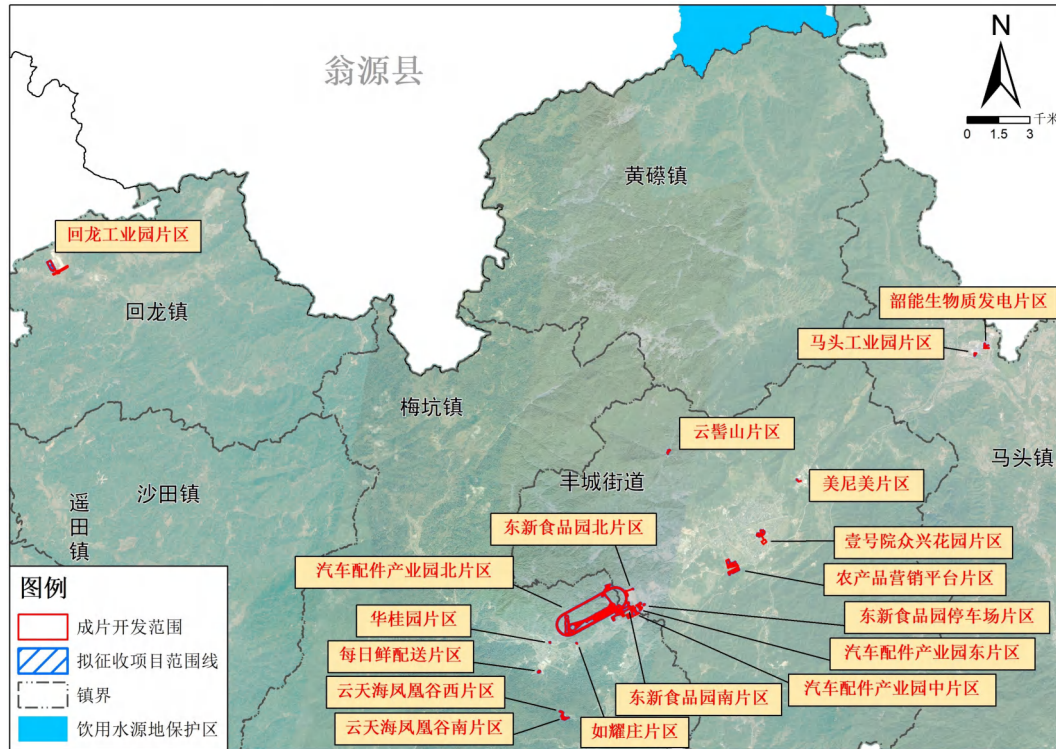 翁源县
N
千米
0 1.5 3
黄磜镇
回龙工业园片区
回龙镇
韶能生物质发电片区
马头工业园片区
梅坑镇
云髻山片区
马头镇
丰城街道
美尼美片区
沙田镇
遥田镇
东新食品园北片区
壹号院众兴花园片区
汽车配件产业园北片区
农产品营销平台片区
华桂园片区
东新食品园停车场片区
每日鲜配送片区
汽车配件产业园东片区
云天海凤凰谷西片区
东新食品园南片区
汽车配件产业园中片区
云天海凤凰谷南片区
如耀庄片区
图例
成片开发范围
拟征收项目范围线
镇界
饮用水源地保护区